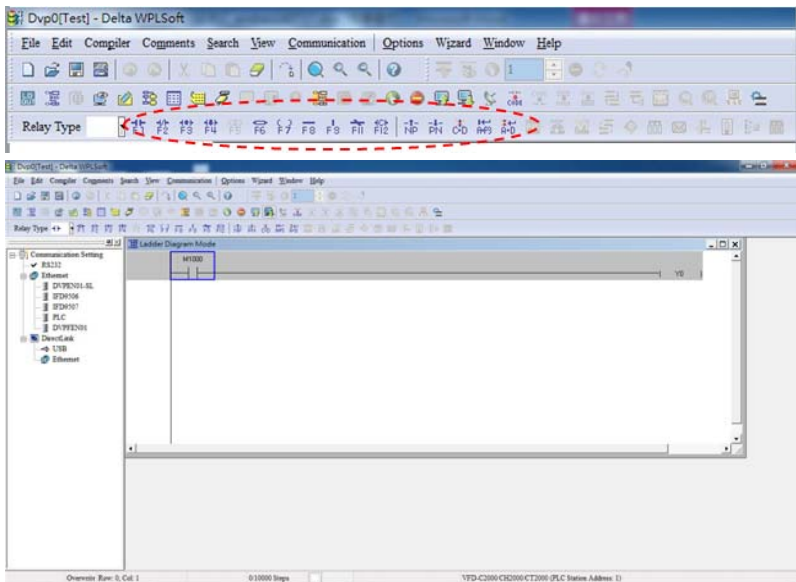 Dvp0[Test] - Delta WPLSoft
File Edit Compiler Comments Search View Communication Options Wizard Window Help
1
Relay Type F1 F2 F3 F4 F5 F6 F7 F8 F9 F11 F12 NP PN
Dvp0[Test] - Delta WPLSoft
File Edit Compiler Comments Search View Communication Options Wizard Window Help
Relay Type
Communication Setting
RS232
Ethernet
DVPEN01-SL
IFD9506
IFD9507
PLC
DVPFEN01
DirectLink
USB
Ethernet
Ladder Diagram Mode
M1000
Y0
Overwrite Row: 0, Col: 1
0/10000 Steps
VFD-C2000/CH2000/CT2000 (PLC Station Address: 1)